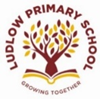 LUDLOW PRIMARY SCHOOL
GROWING TOGETHER